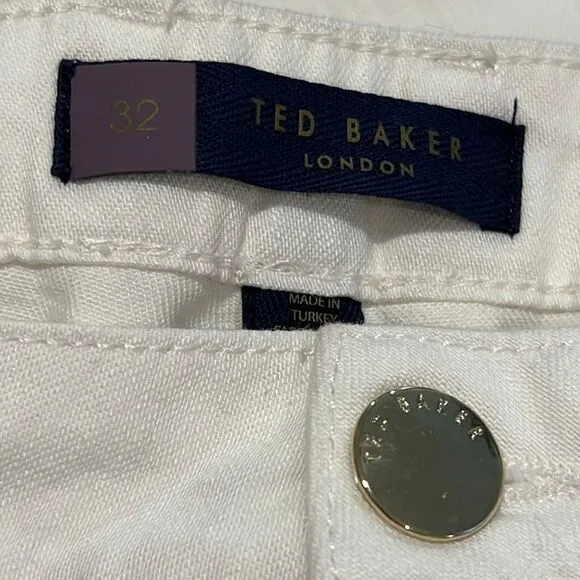 32
TED BAKER
LONDON
MADE IN
TURKEY
TED BAKER